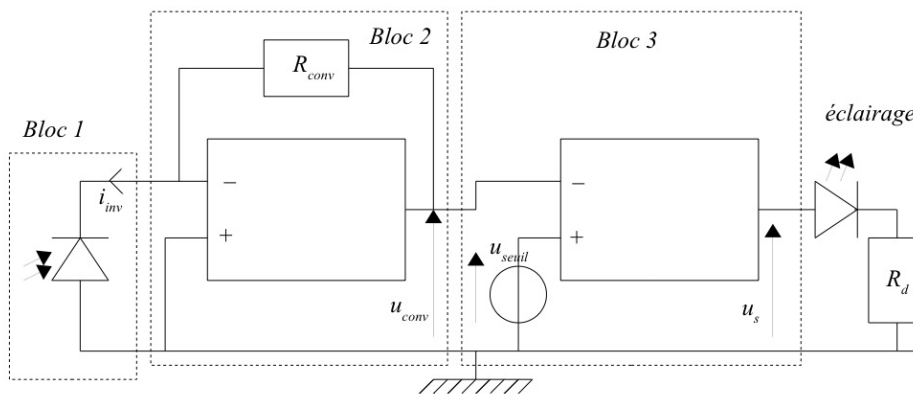 Bloc 2
Bloc 3
R_conv
Bloc 1
éclairage
i_inv
−
+
−
+
u_seuil
u_conv
u_s
R_d